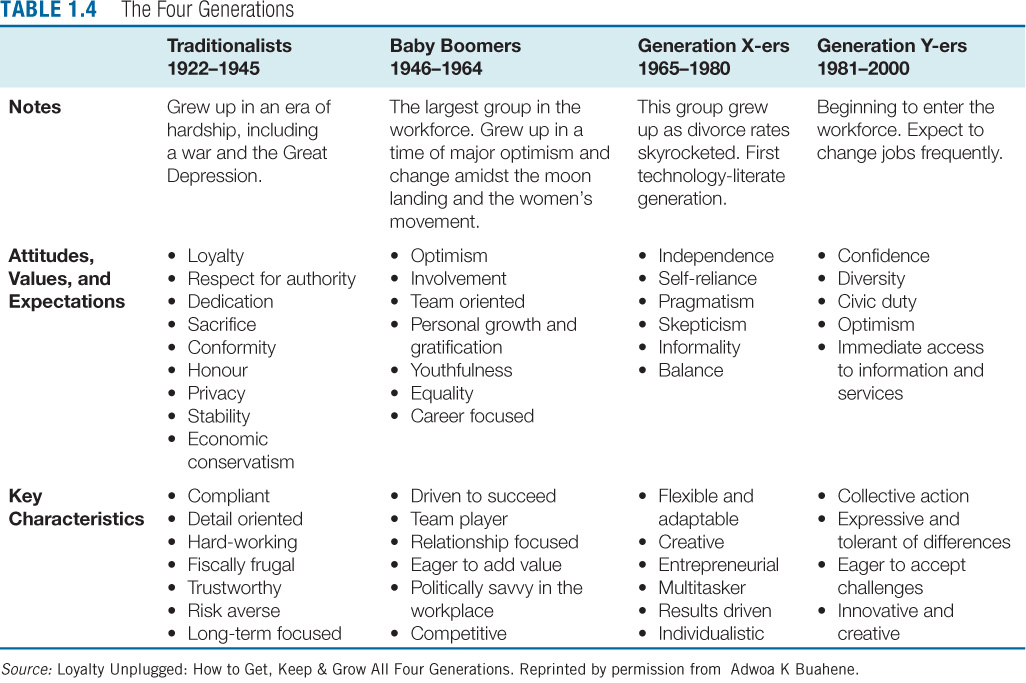 TABLE 1.4 The Four Generations
Traditionalists
1922–1945
Baby Boomers
1946–1964
Generation X-ers
1965–1980
Generation Y-ers
1981–2000
Notes
Grew up in an era of
hardship, including
a war and the Great
Depression.
The largest group in the
workforce. Grew up in a
time of major optimism and
change amidst the moon
landing and the women’s
movement.
This group grew
up as divorce rates
skyrocketed. First
technology-literate
generation.
Beginning to enter the
workforce. Expect to
change jobs frequently.
Attitudes,
Values, and
Expectations
• Loyalty
• Respect for authority
• Dedication
• Sacrifice
• Conformity
• Honour
• Privacy
• Stability
• Economic
conservatism
• Optimism
• Involvement
• Team oriented
• Personal growth and
gratification
• Youthfulness
• Equality
• Career focused
• Independence
• Self-reliance
• Pragmatism
• Skepticism
• Informality
• Balance
• Confidence
• Diversity
• Civic duty
• Optimism
• Immediate access
to information and
services
Key
Characteristics
• Compliant
• Detail oriented
• Hard-working
• Fiscally frugal
• Trustworthy
• Risk averse
• Long-term focused
• Driven to succeed
• Team player
• Relationship focused
• Eager to add value
• Politically savvy in the
workplace
• Competitive
• Flexible and
adaptable
• Creative
• Entrepreneurial
• Multitasker
• Results driven
• Individualistic
• Collective action
• Expressive and
tolerant of differences
• Eager to accept
challenges
• Innovative and
creative
Source: Loyalty Unplugged: How to Get, Keep & Grow All Four Generations. Reprinted by permission from Adwoa K Buahene.